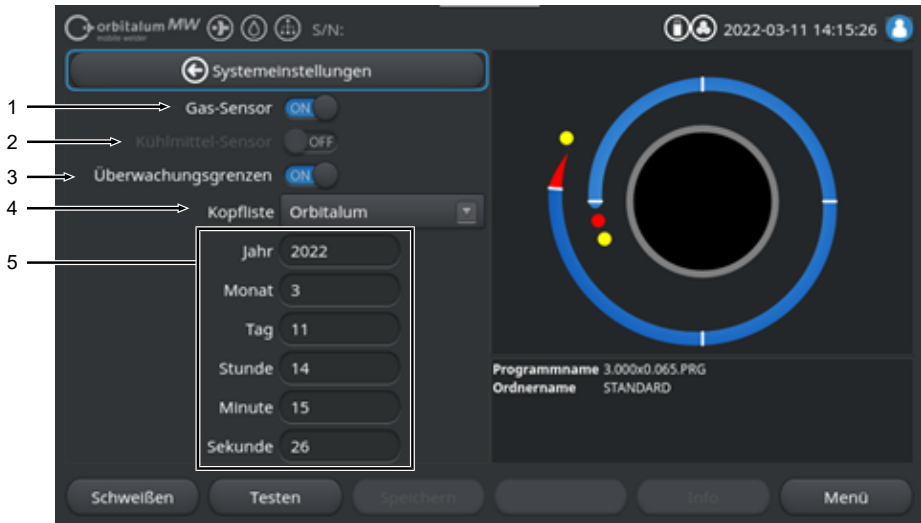 orbitalum MW S/N: 2022-03-11 14:15:26
mobile welder
Systemeinstellungen
1 Gas-Sensor ON
2 Kühlmittel-Sensor OFF
3 Überwachungsgrenzen ON
4 Kopfliste Orbitalum
5 Jahr 2022
Monat 3
Tag 11
Stunde 14
Minute 15
Sekunde 26
Programmname 3.000x0.065.PRG
Ordnername STANDARD
Schweißen Testen Speichern Info Menü